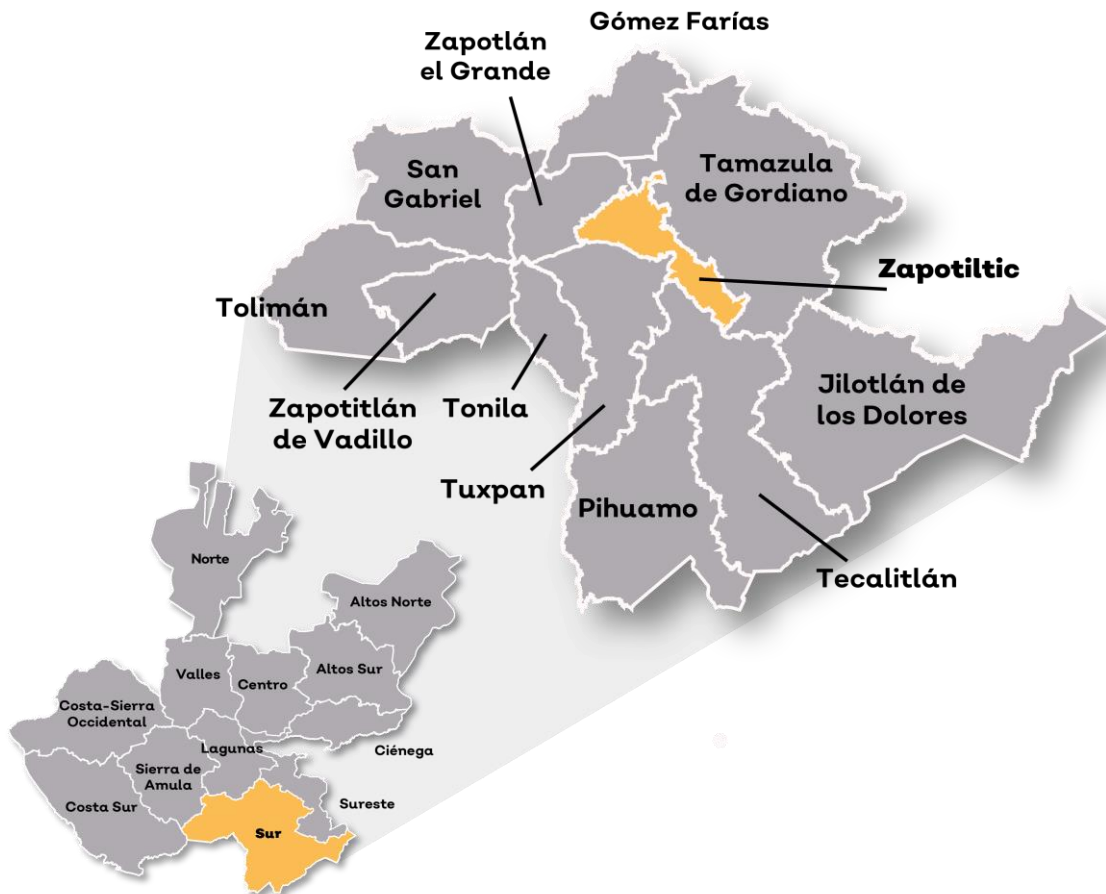 Gómez Farías
Zapotlán
el Grande
San
Gabriel
Tamazula
de Gordiano
Zapotiltic
Tolimán
Zapotitlán
de Vadillo
Tonila
Jilotlán de
los Dolores
Tuxpan
Pihuamo
Tecalitlán
Norte
Altos Norte
Valles
Centro
Altos Sur
Costa-Sierra
Occidental
Lagunas
Ciénega
Sierra de
Amula
Costa Sur
Sureste
Sur